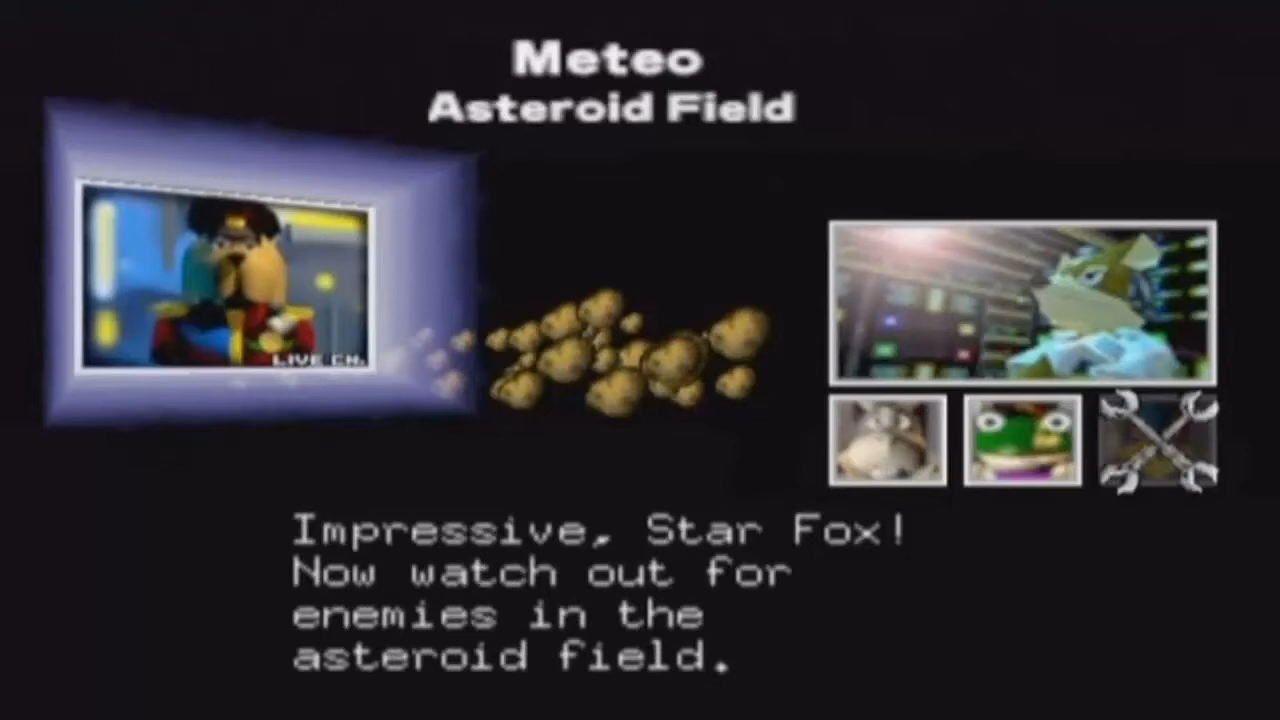 Meteo
Asteroid Field
LIVE CH.
Impressive, Star Fox!
Now watch out for
enemies in the
asteroid field.